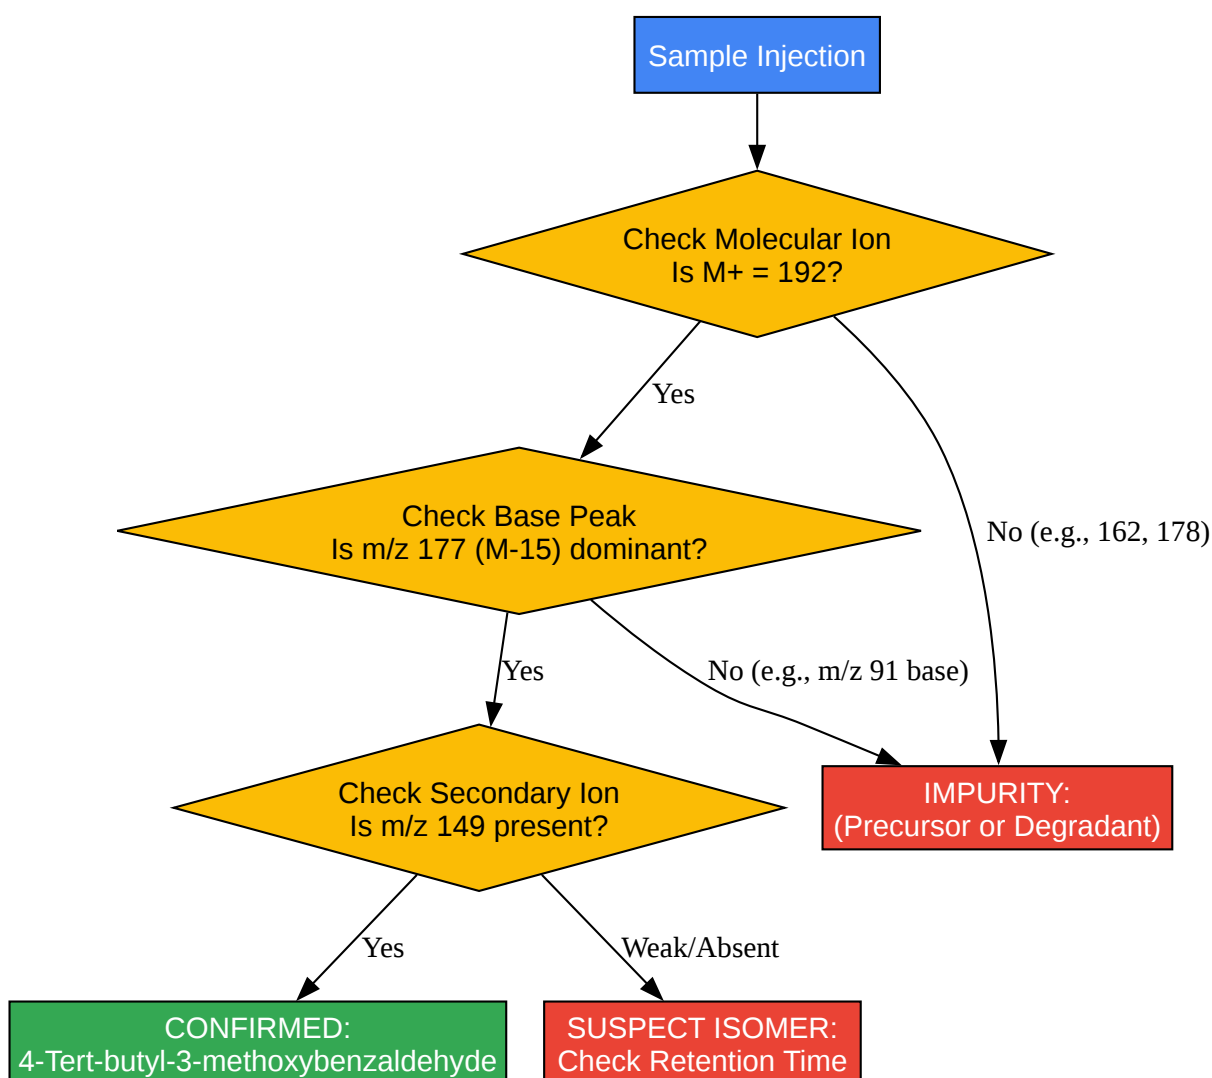 Sample Injection
Check Molecular Ion
Is M+ = 192?
Yes
No (e.g., 162, 178)
Check Base Peak
Is m/z 177 (M-15) dominant?
Yes
No (e.g., m/z 91 base)
Check Secondary Ion
Is m/z 149 present?
IMPURITY:
(Precursor or Degradant)
Yes
Weak/Absent
CONFIRMED:
4-Tert-butyl-3-methoxybenzaldehyde
SUSPECT ISOMER:
Check Retention Time